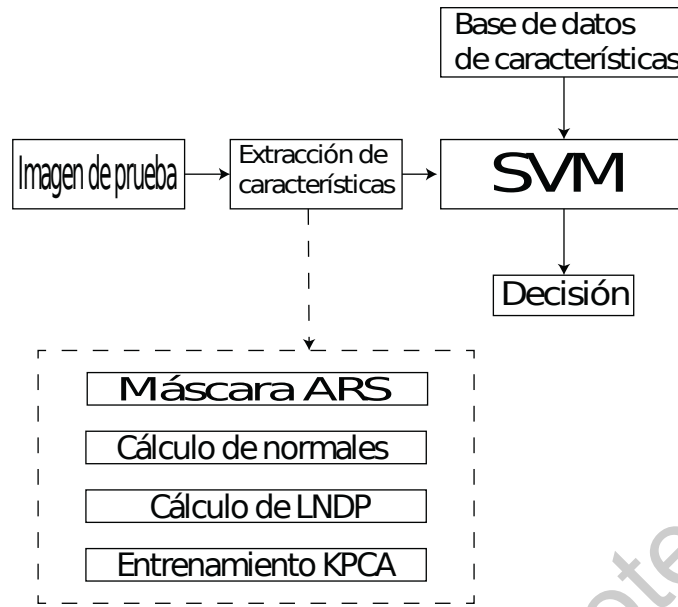 Base de datos
de características
Imagen de prueba
Extracción de
características
SVM
Decisión
Máscara ARS
Cálculo de normales
Cálculo de LNDP
Entrenamiento KPCA